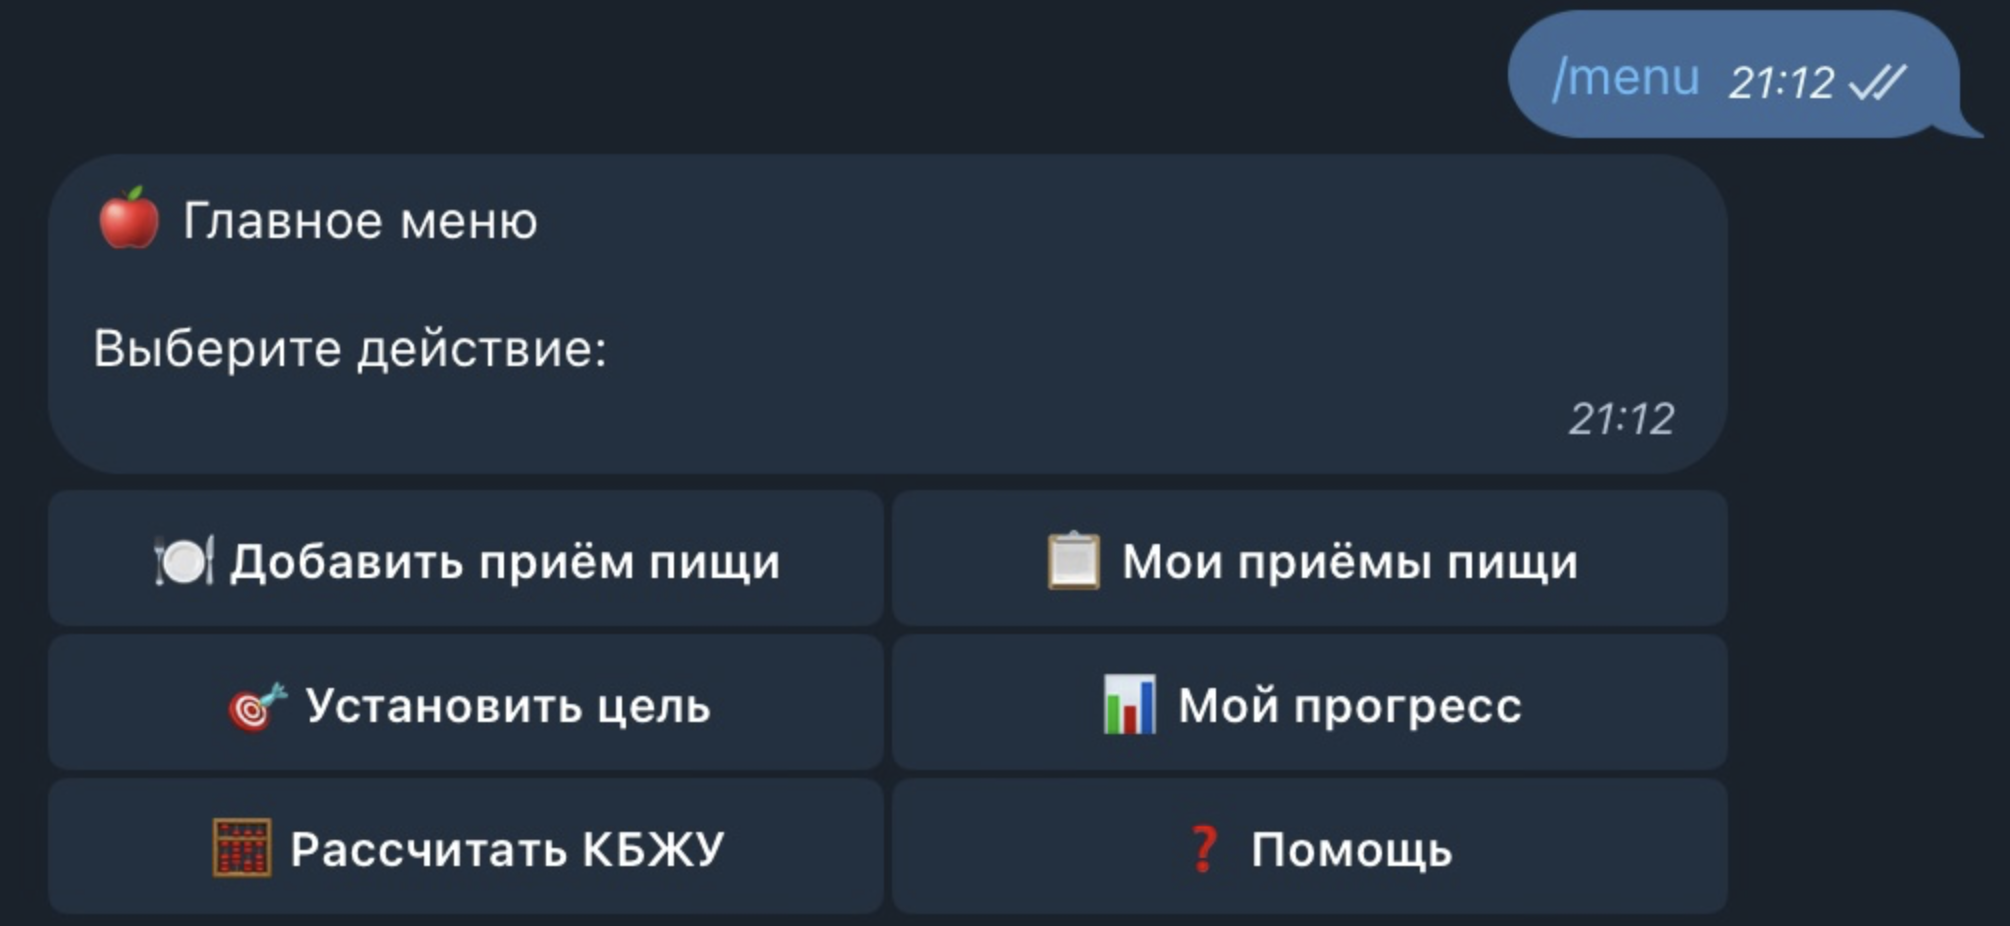 /menu 21:12
🍎 Главное меню
Выберите действие:
21:12
🍽 Добавить приём пищи
📋 Мои приёмы пищи
🎯 Установить цель
📊 Мой прогресс
🧮 Рассчитать КБЖУ
❓ Помощь